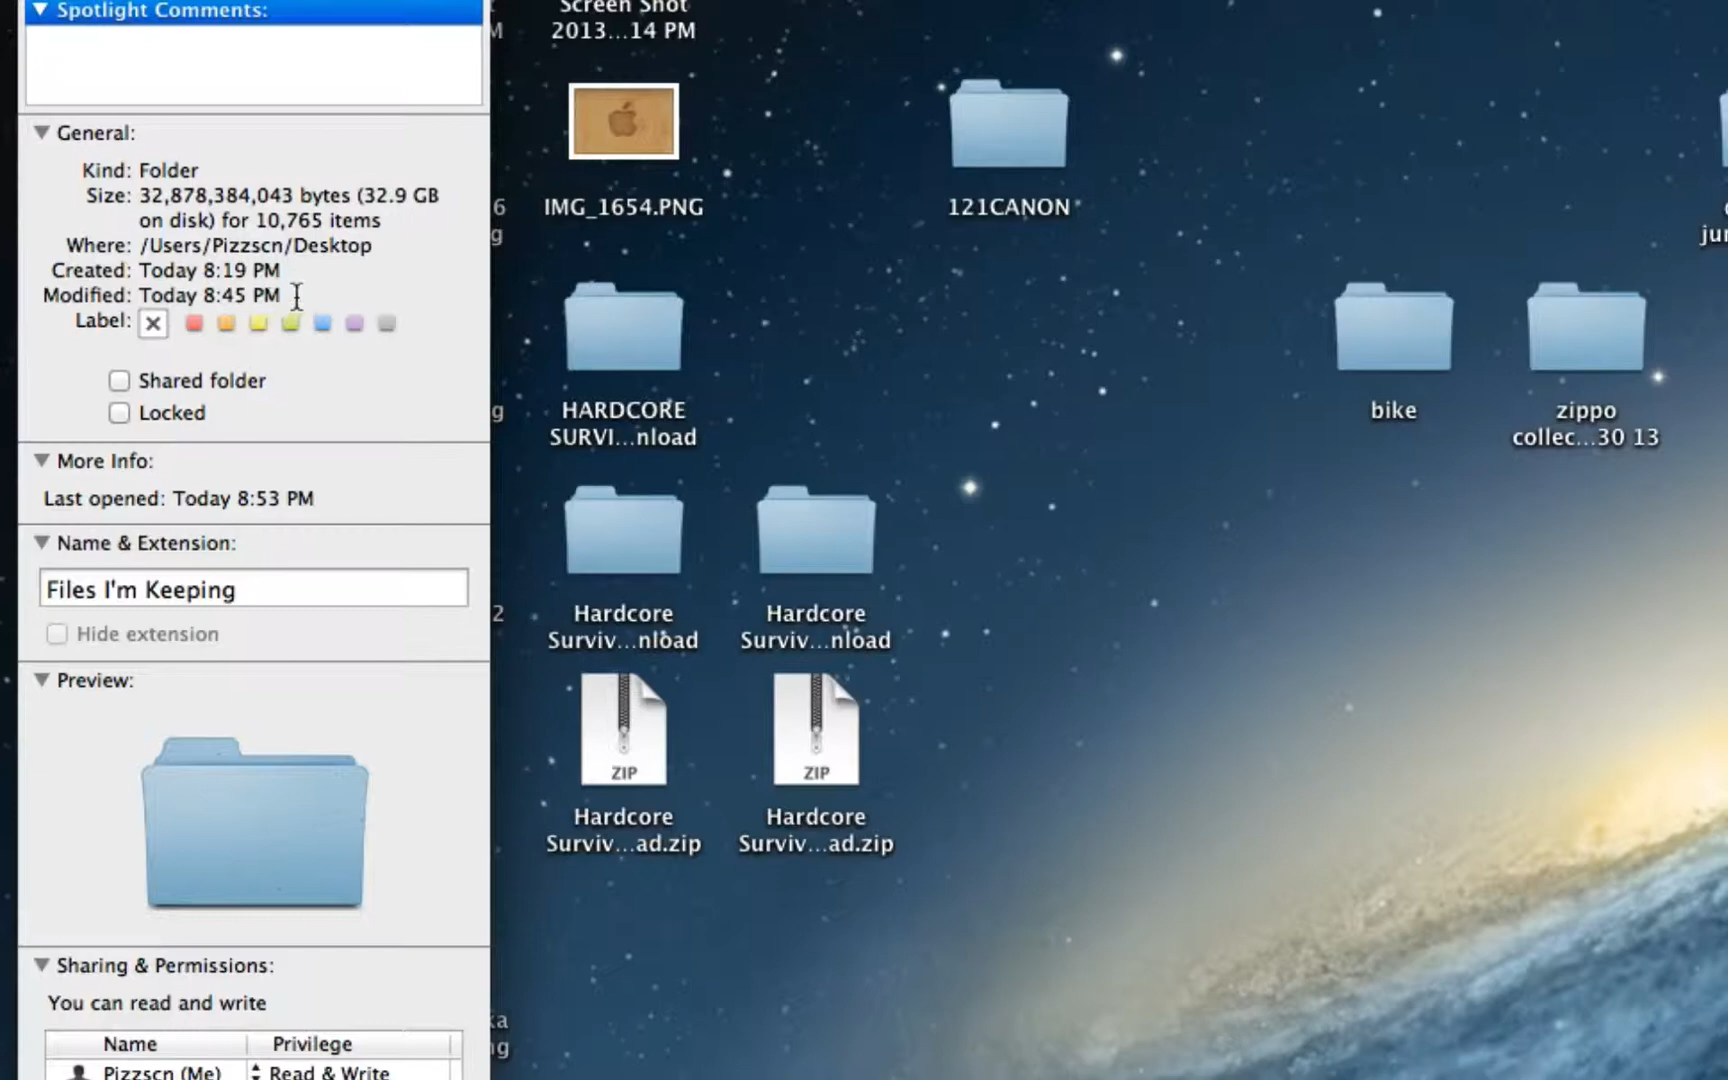 Spotlight Comments:
General:
Kind: Folder
Size: 32,878,384,043 bytes (32.9 GB
on disk) for 10,765 items
Where: /Users/Pizzscn/Desktop
Created: Today 8:19 PM
Modified: Today 8:45 PM
Label:
Shared folder
Locked
More Info:
Last opened: Today 8:53 PM
Name & Extension:
Files I'm Keeping
Hide extension
Preview:
Sharing & Permissions:
You can read and write
Name Privilege
Pizzscn (Me) Read & Write
Screen Shot
2013...14 PM
IMG_1654.PNG
121CANON
HARDCORE
SURVI...nload
bike
zippo
collec...30 13
Hardcore
Surviv...nload
Hardcore
Surviv...nload
ZIP
Hardcore
Surviv...ad.zip
ZIP
Hardcore
Surviv...ad.zip